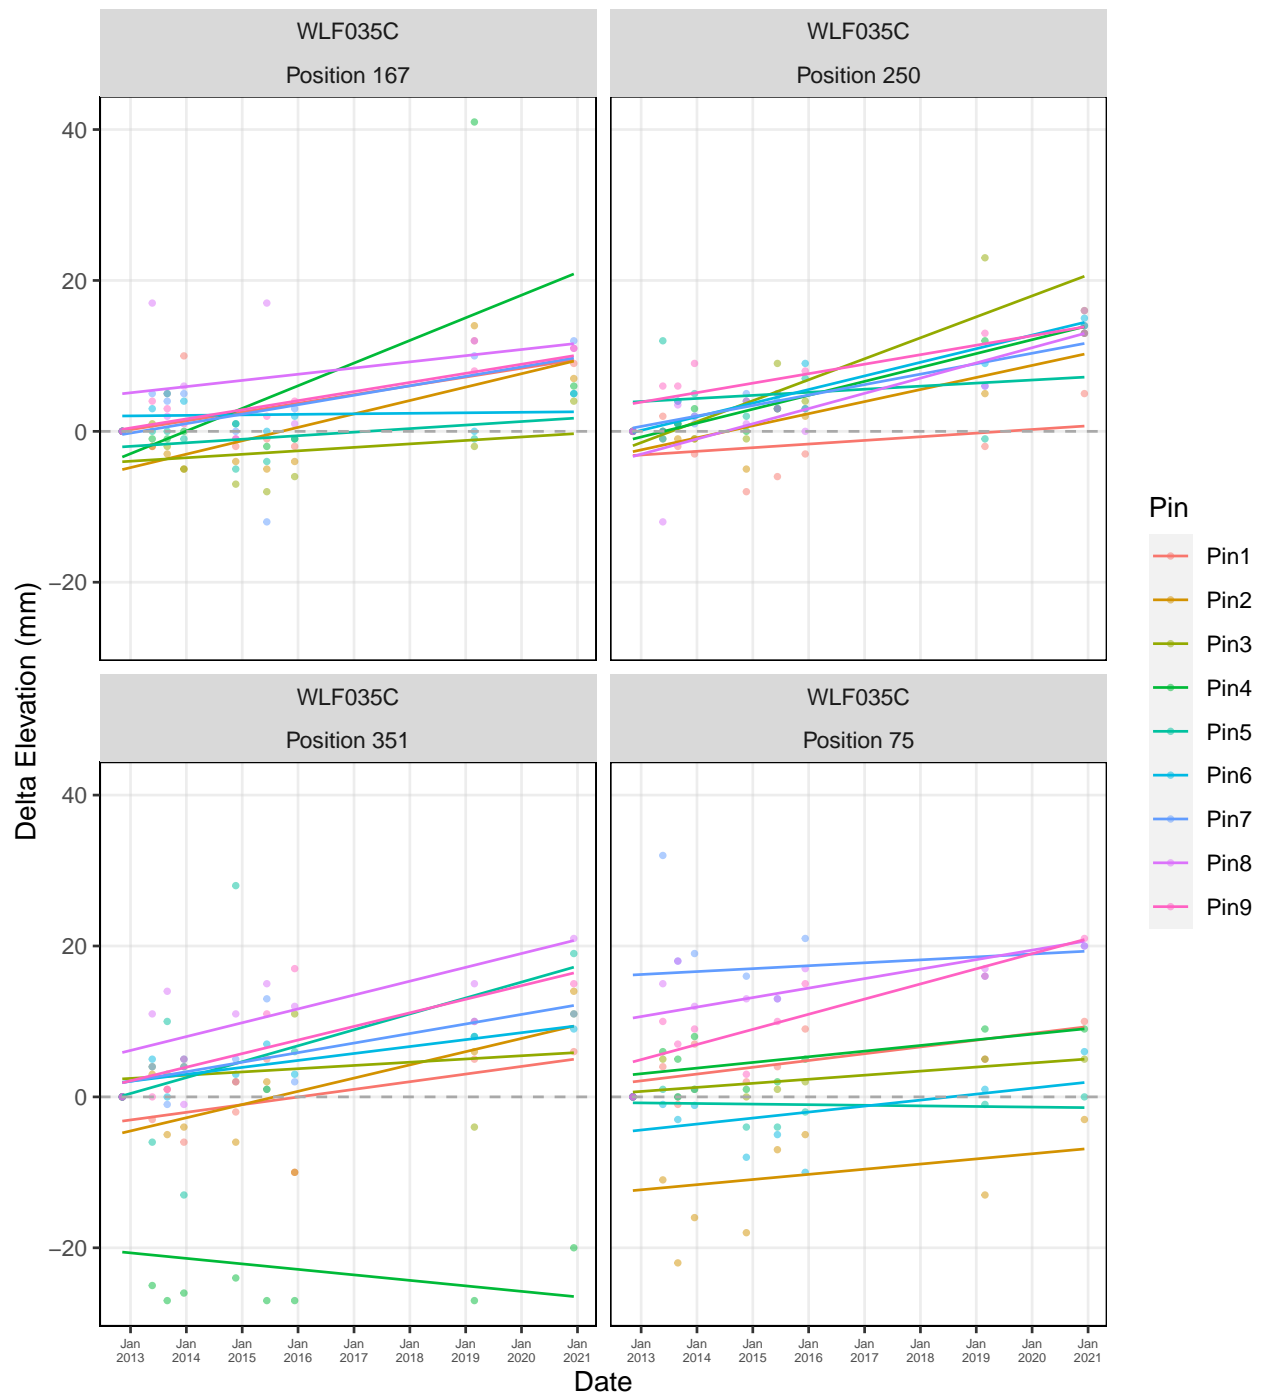 WLF035C
Position 167
WLF035C
Position 250
40
20
0
−20
WLF035C
Position 351
WLF035C
Position 75
40
20
0
−20
Delta Elevation (mm)
Jan Jan Jan Jan Jan Jan Jan Jan Jan
2013 2014 2015 2016 2017 2018 2019 2020 2021
Jan Jan Jan Jan Jan Jan Jan Jan Jan
2013 2014 2015 2016 2017 2018 2019 2020 2021
Date
Pin
Pin1
Pin2
Pin3
Pin4
Pin5
Pin6
Pin7
Pin8
Pin9